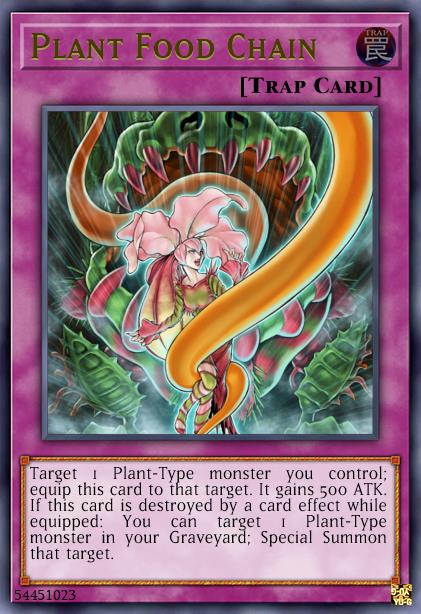 PLANT FOOD CHAIN
TRAP
罠
[TRAP CARD]
Target 1 Plant-Type monster you control;
equip this card to that target. It gains 500 ATK.
If this card is destroyed by a card effect while
equipped: You can target 1 Plant-Type
monster in your Graveyard; Special Summon
that target.
54451023